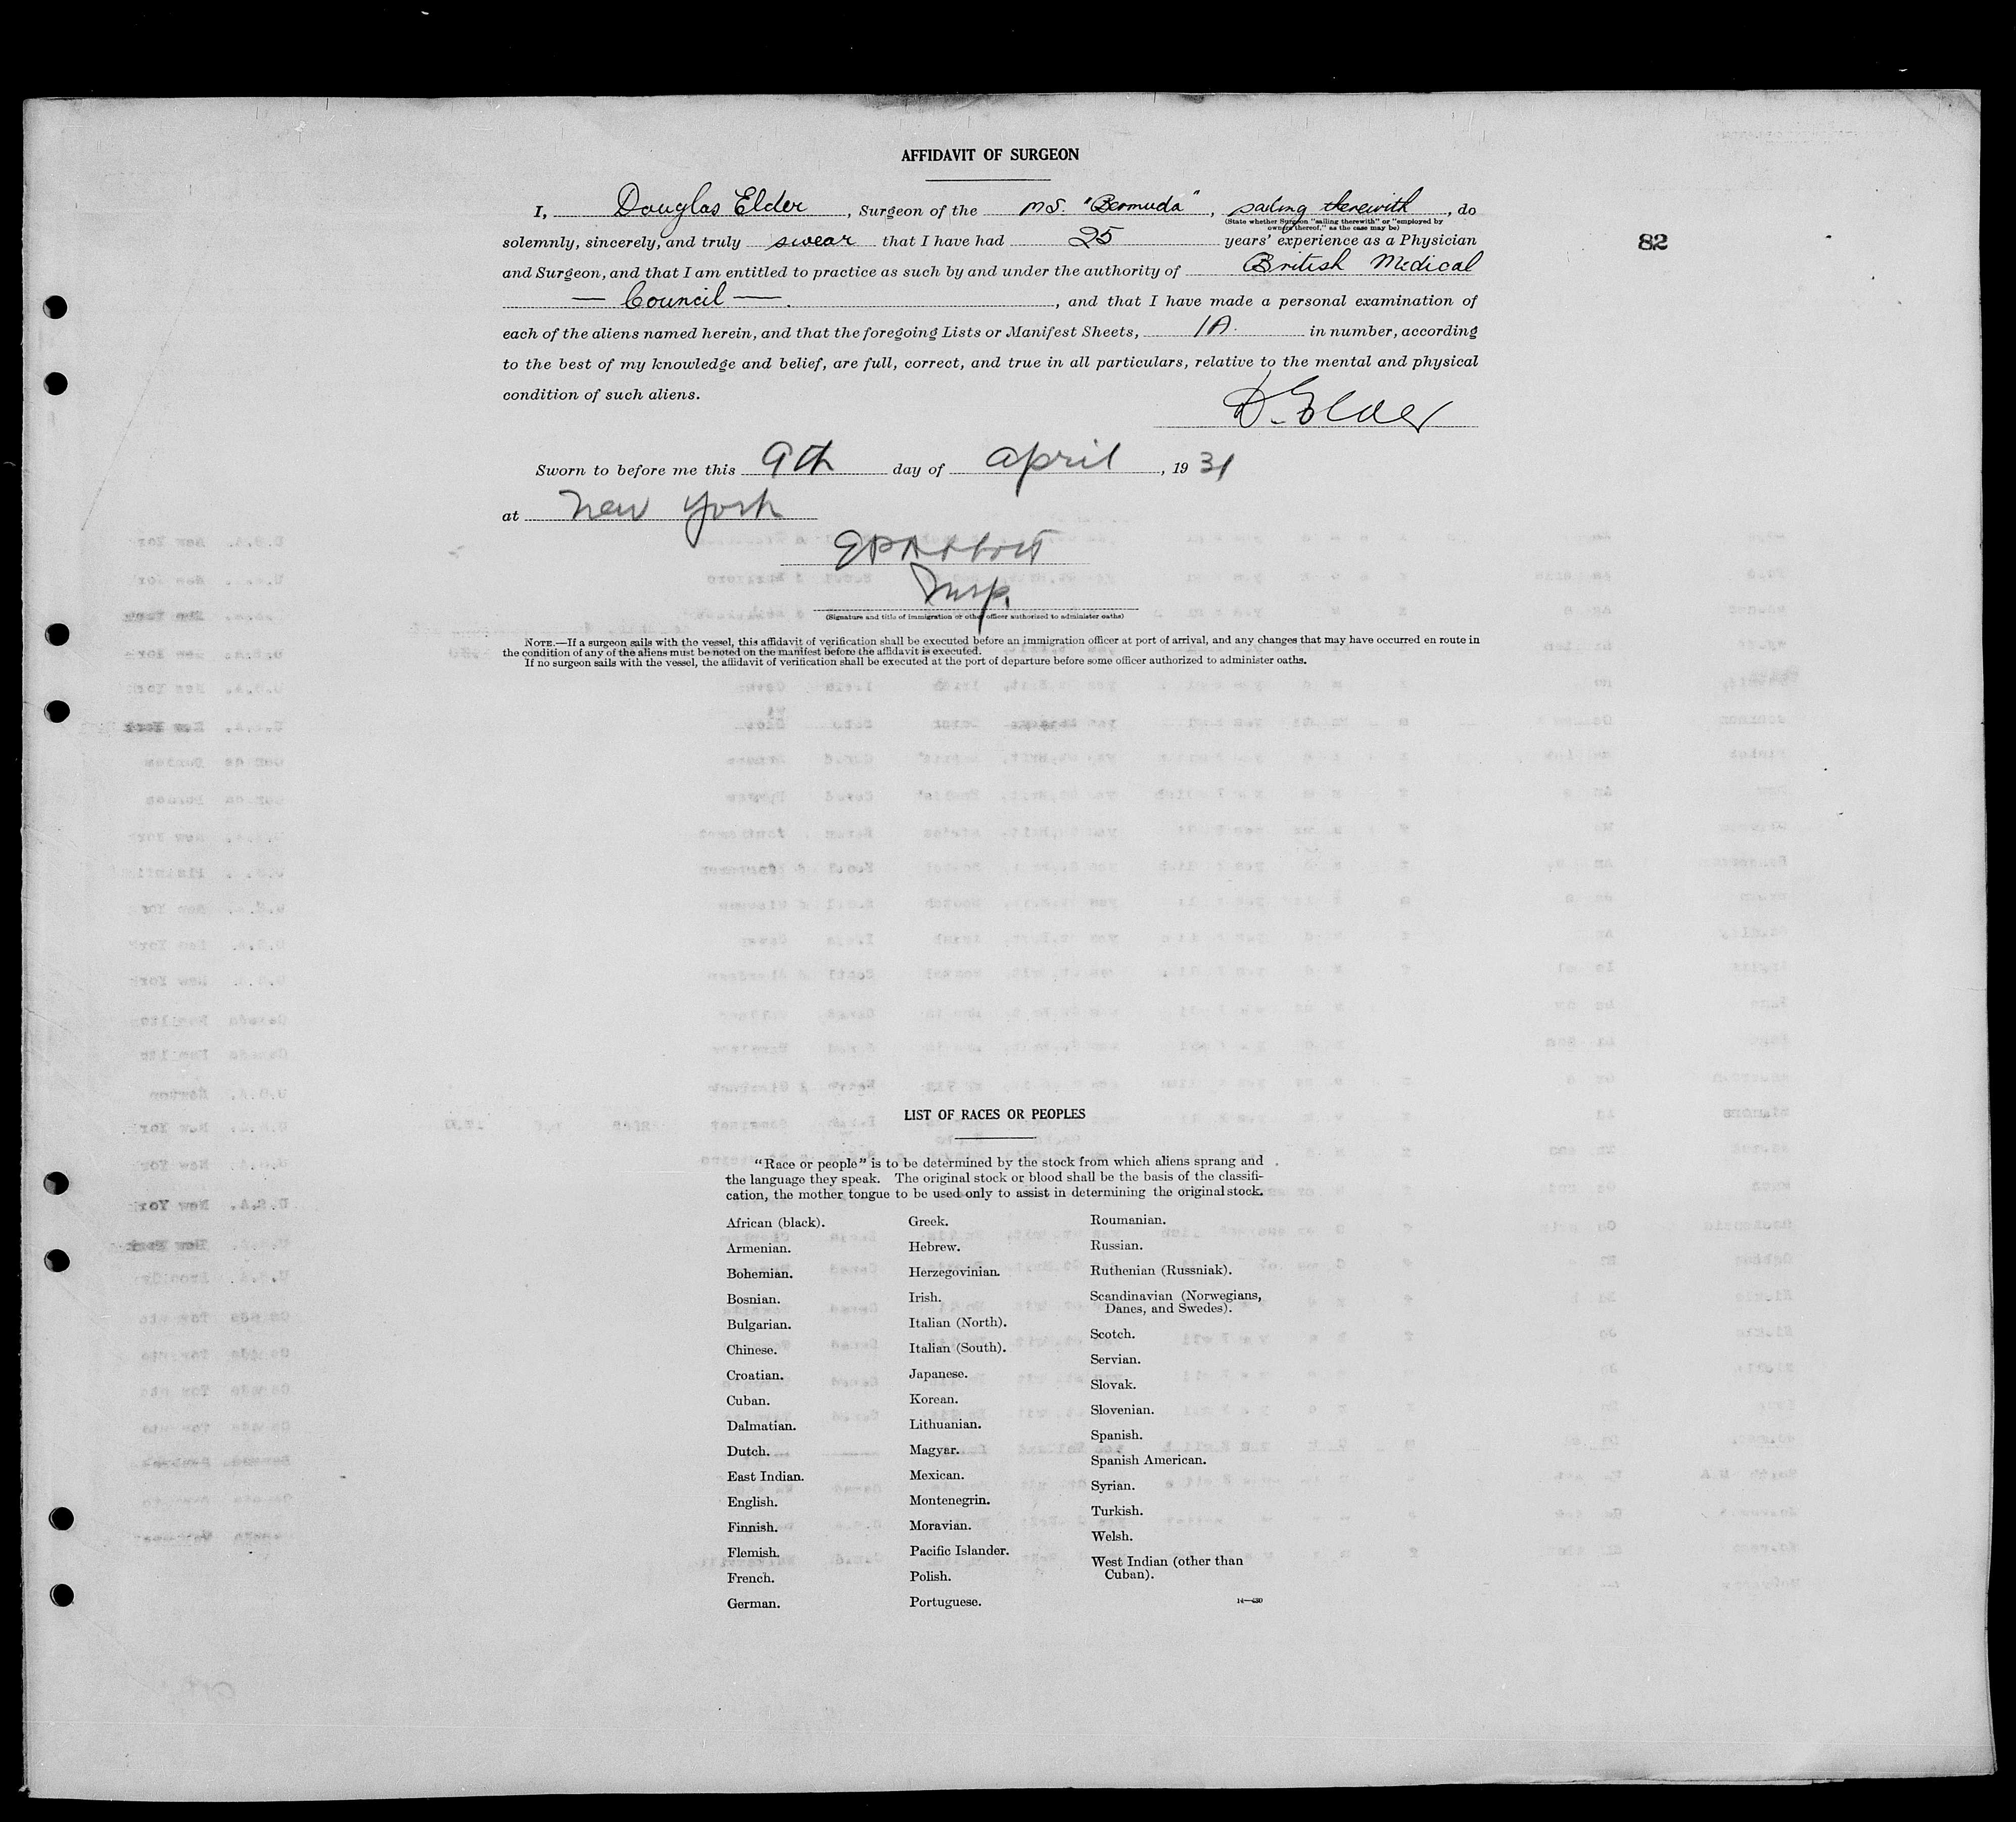 AFFIDAVIT OF SURGEON
I, Douglas Elder, Surgeon of the M.S. "Bermuda", sailing therewith, do
(State whether Surgeon "sailing therewith" or "employed by
owners thereof," as the case may be)
solemnly, sincerely, and truly swear that I have had 25 years' experience as a Physician
82
and Surgeon, and that I am entitled to practice as such by and under the authority of British Medical
— Council —., and that I have made a personal examination of
each of the aliens named herein, and that the foregoing Lists or Manifest Sheets, 1A. in number, according
to the best of my knowledge and belief, are full, correct, and true in all particulars, relative to the mental and physical
condition of such aliens.
D. Elder
Sworn to before me this 9th day of April, 1931
at New York
Insp.
(Signature and title of immigration or other officer authorized to administer oaths)
NOTE.—If a surgeon sails with the vessel, this affidavit of verification shall be executed before an immigration officer at port of arrival, and any changes that may have occurred en route in
the condition of any of the aliens must be noted on the manifest before the affidavit is executed.
If no surgeon sails with the vessel, the affidavit of verification shall be executed at the port of departure before some officer authorized to administer oaths.
LIST OF RACES OR PEOPLES
"Race or people" is to be determined by the stock from which aliens sprang and
the language they speak. The original stock or blood shall be the basis of the classifi-
cation, the mother tongue to be used only to assist in determining the original stock.
African (black).
Armenian.
Bohemian.
Bosnian.
Bulgarian.
Chinese.
Croatian.
Cuban.
Dalmatian.
Dutch.
East Indian.
English.
Finnish.
Flemish.
French.
German.
Greek.
Hebrew.
Herzegovinian.
Irish.
Italian (North).
Italian (South).
Japanese.
Korean.
Lithuanian.
Magyar.
Mexican.
Montenegrin.
Moravian.
Pacific Islander.
Polish.
Portuguese.
Roumanian.
Russian.
Ruthenian (Russniak).
Scandinavian (Norwegians,
Danes, and Swedes).
Scotch.
Servian.
Slovak.
Slovenian.
Spanish.
Spanish American.
Syrian.
Turkish.
Welsh.
West Indian (other than
Cuban).
14—430